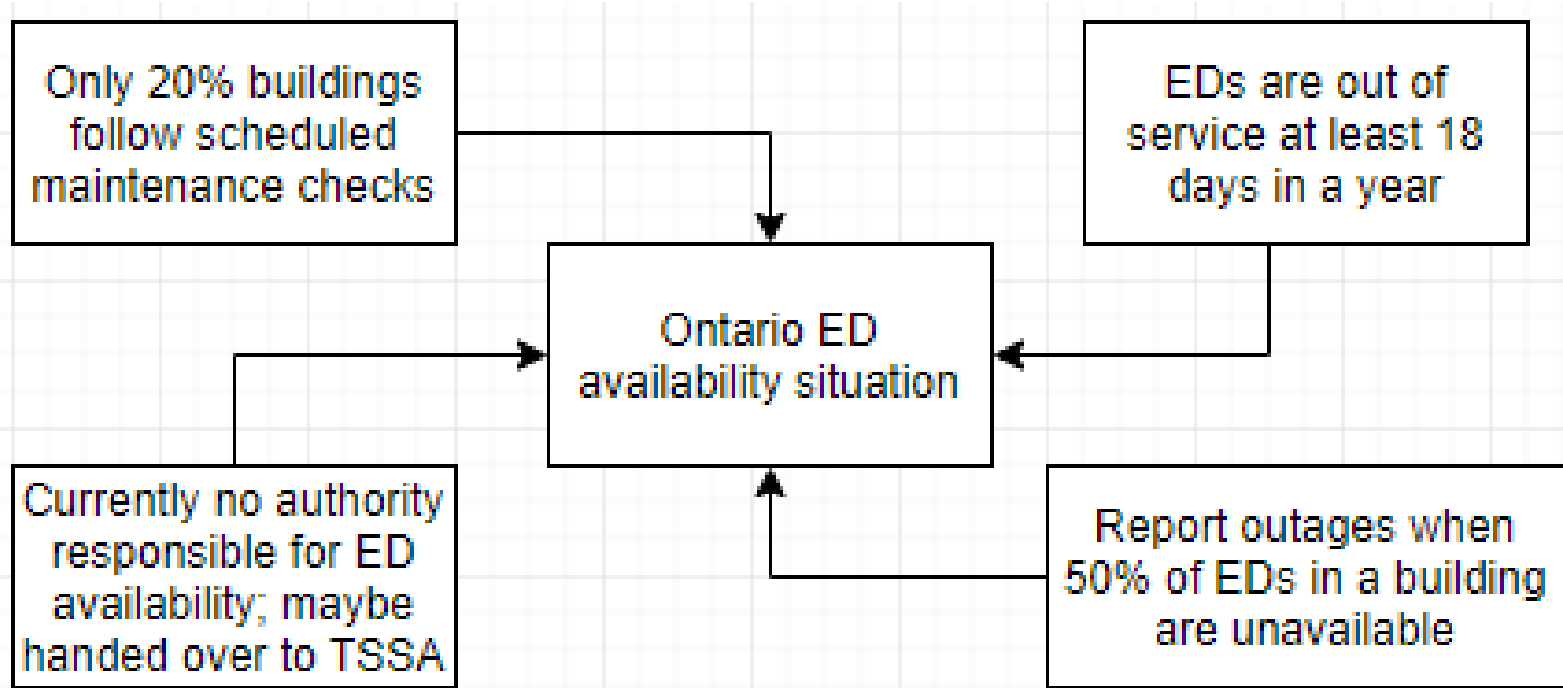 Only 20% buildings
follow scheduled
maintenance checks
EDs are out of
service at least 18
days in a year
Ontario ED
availability situation
Currently no authority
responsible for ED
availability; maybe
handed over to TSSA
Report outages when
50% of EDs in a building
are unavailable